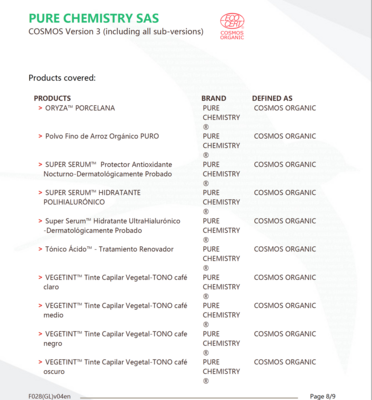 PURE CHEMISTRY SAS
COSMOS Version 3 (including all sub-versions)
ECO
CERT
COSMOS
ORGANIC
Products covered:
PRODUCTS BRAND DEFINED AS
> ORYZA™ PORCELANA PURE COSMOS ORGANIC
CHEMISTRY
®
> Polvo Fino de Arroz Orgánico PURO PURE COSMOS ORGANIC
CHEMISTRY
®
> SUPER SERUM™ Protector Antioxidante PURE COSMOS ORGANIC
Nocturno-Dermatológicamente Probado CHEMISTRY
®
> SUPER SERUM™ HIDRATANTE PURE COSMOS ORGANIC
POLIHIALURÓNICO CHEMISTRY
®
> Super Serum™ Hidratante UltraHialurónico PURE COSMOS ORGANIC
-Dermatológicamente Probado CHEMISTRY
®
> Tónico Àcido™ - Tratamiento Renovador PURE COSMOS ORGANIC
CHEMISTRY
®
> VEGETINT™ Tinte Capilar Vegetal-TONO café PURE COSMOS ORGANIC
claro CHEMISTRY
®
> VEGETINT™ Tinte Capilar Vegetal-TONO café PURE COSMOS ORGANIC
medio CHEMISTRY
®
> VEGETINT™ Tinte Capilar Vegetal-TONO cafe PURE COSMOS ORGANIC
negro CHEMISTRY
®
> VEGETINT™ Tinte Capilar Vegetal-TONO café PURE COSMOS ORGANIC
oscuro CHEMISTRY
®
F028(GL)v04en Page 8/9